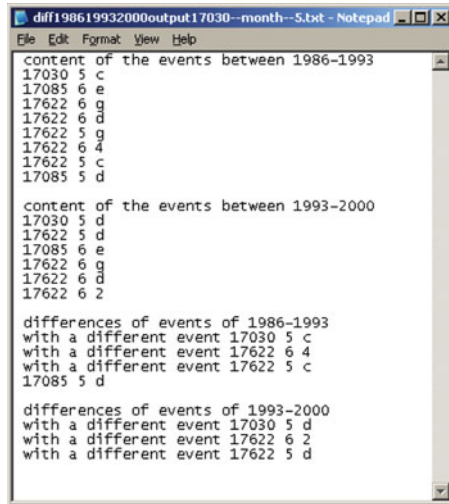 diff198619932000output17030--month--5.txt - Notepad
File Edit Format View Help
content of the events between 1986-1993
17030 5 c
17085 6 e
17622 6 g
17622 6 d
17622 5 g
17622 6 4
17622 5 c
17085 5 d
content of the events between 1993-2000
17030 5 d
17622 5 d
17085 6 e
17622 6 g
17622 6 d
17622 6 2
differences of events of 1986-1993
with a different event 17030 5 c
with a different event 17622 6 4
with a different event 17622 5 c
17085 5 d
differences of events of 1993-2000
with a different event 17030 5 d
with a different event 17622 6 2
with a different event 17622 5 d